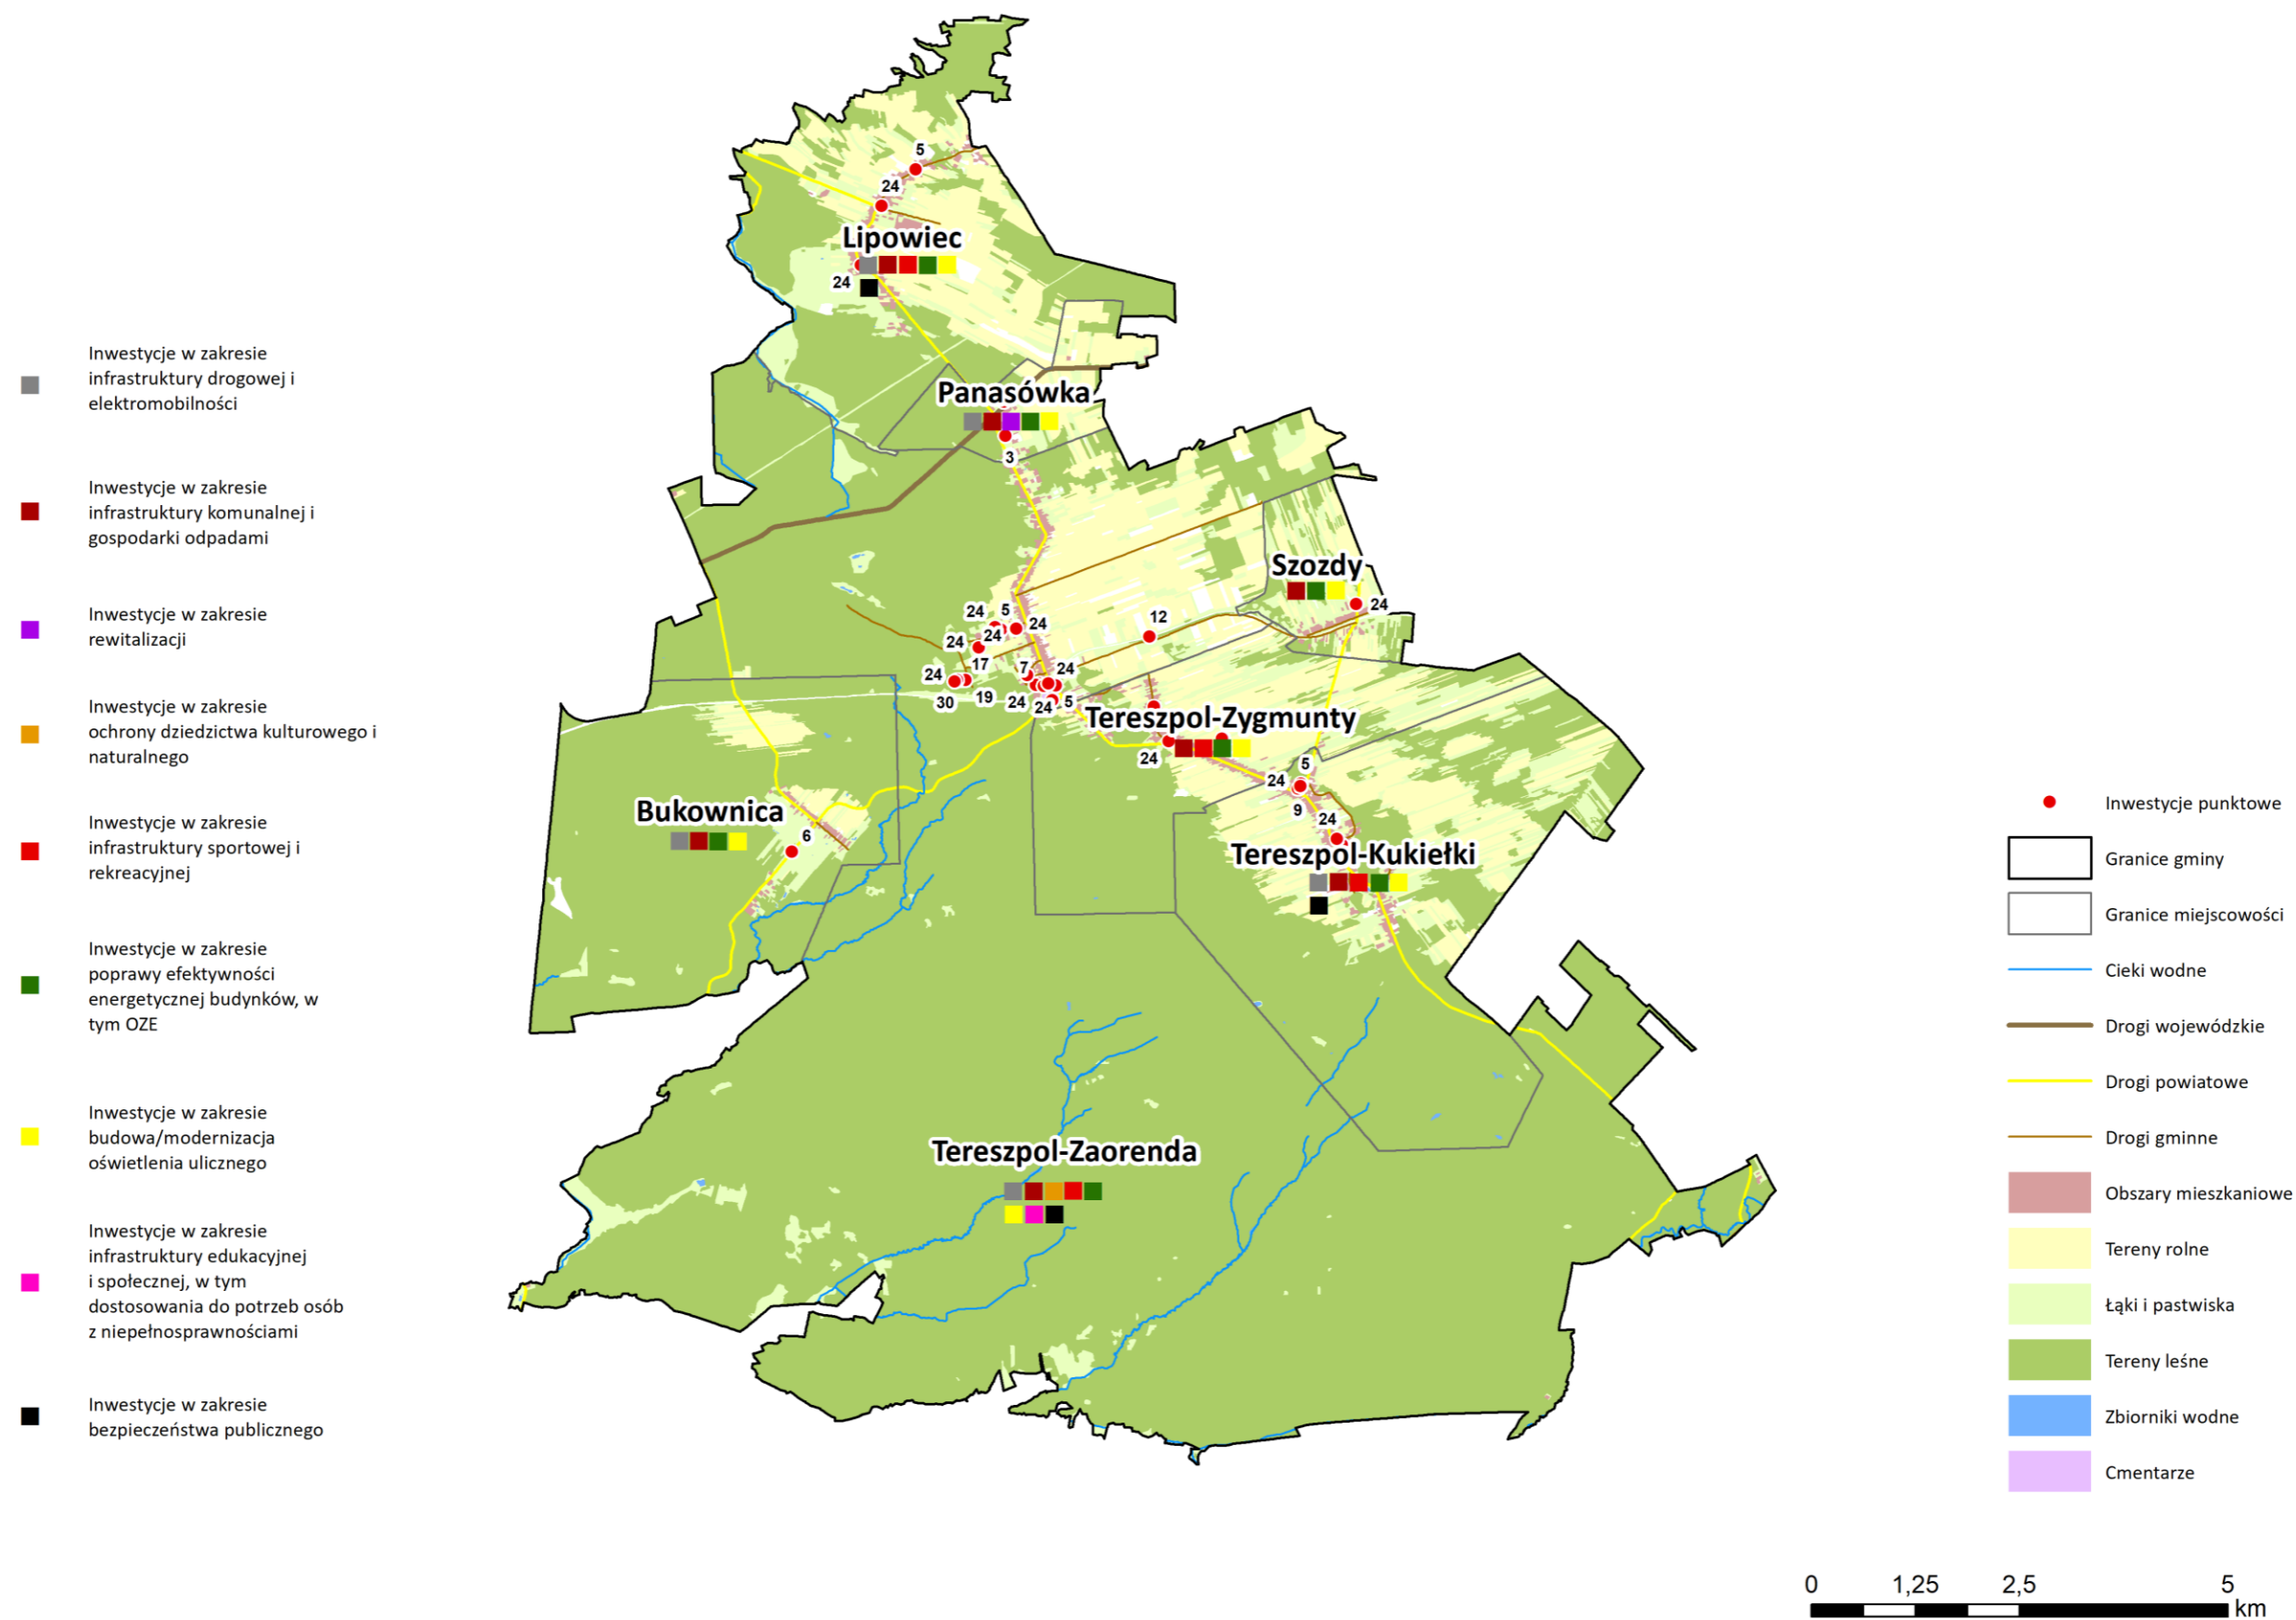 Inwestycje w zakresie
infrastruktury drogowej i
elektromobilności
Inwestycje w zakresie
infrastruktury komunalnej i
gospodarki odpadami
Inwestycje w zakresie
rewitalizacji
Inwestycje w zakresie
ochrony dziedzictwa kulturowego i
naturalnego
Inwestycje w zakresie
infrastruktury sportowej i
rekreacyjnej
Inwestycje w zakresie
poprawy efektywności
energetycznej budynków, w
tym OZE
Inwestycje w zakresie
budowa/modernizacja
oświetlenia ulicznego
Inwestycje w zakresie
infrastruktury edukacyjnej
i społecznej, w tym
dostosowania do potrzeb osób
z niepełnosprawnościami
Inwestycje w zakresie
bezpieczeństwa publicznego
5
24
Lipowiec
24
Panasówka
3
Szozdy
24
12
24
5
24
24
24
17
7
24
24
30
19
24
24
5
Tereszpol-Zygmunty
24
5
24
9
24
Bukownica
6
Tereszpol-Kukiełki
Tereszpol-Zaorenda
Inwestycje punktowe
Granice gminy
Granice miejscowości
Cieki wodne
Drogi wojewódzkie
Drogi powiatowe
Drogi gminne
Obszary mieszkaniowe
Tereny rolne
Łąki i pastwiska
Tereny leśne
Zbiorniki wodne
Cmentarze
0 1,25 2,5 5
km